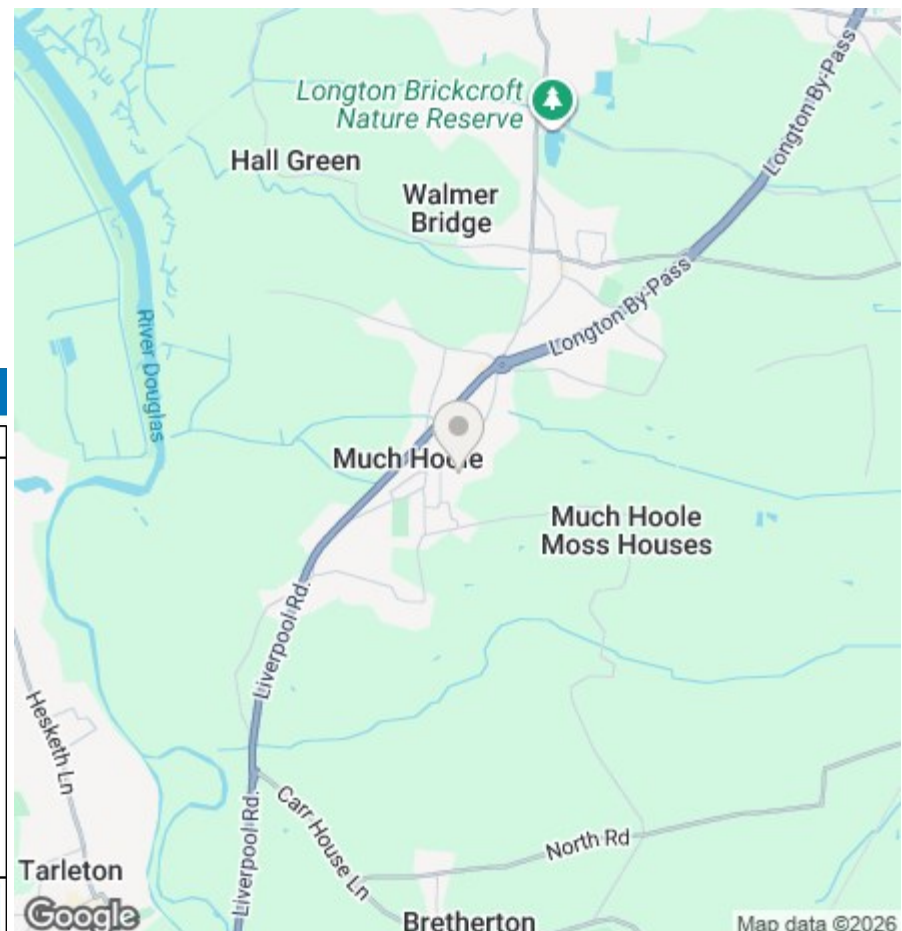 Longton Brickcroft
Nature Reserve
Longton By-Pass
Hall Green
Walmer
Bridge
Longton By-Pass
River Douglas
Much Hoole
Much Hoole
Moss Houses
Liverpool Rd.
Hesketh Ln
Carr House Ln
Liverpool Rd.
North Rd
Tarleton
Bretherton
Google
Map data ©2026